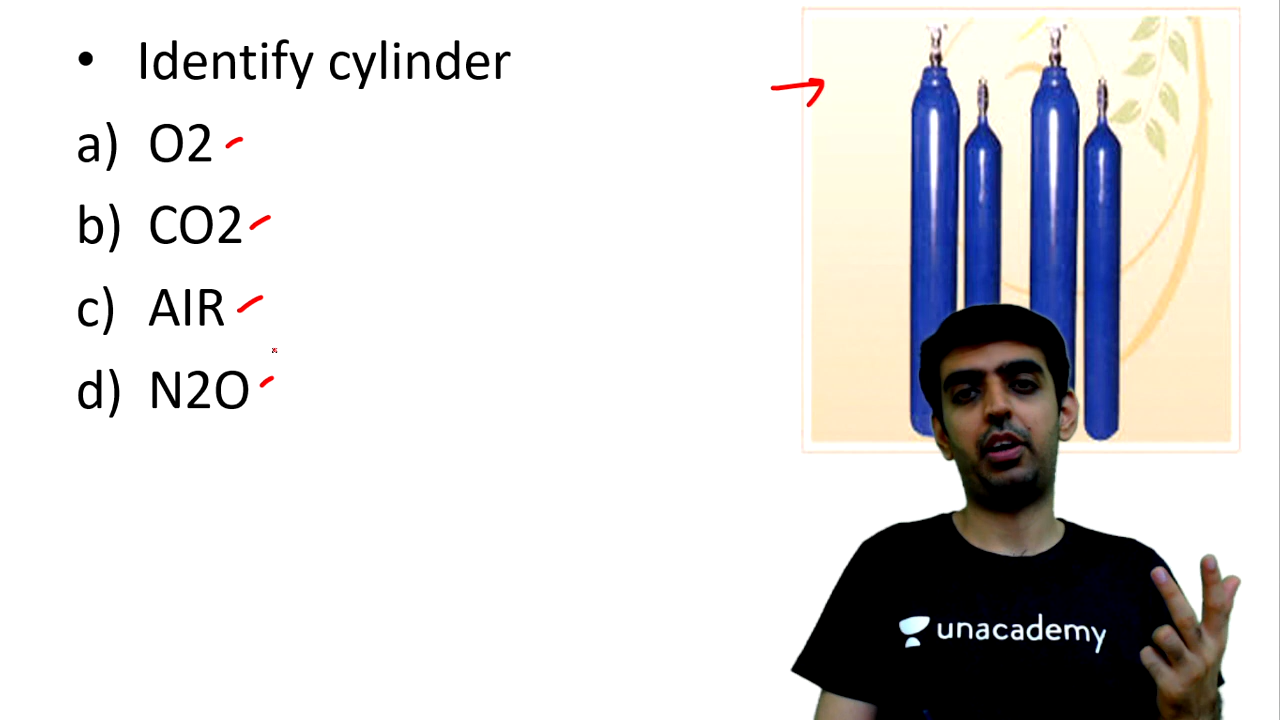 • Identify cylinder
a) O2
b) CO2
c) AIR
d) N2O
unacademy